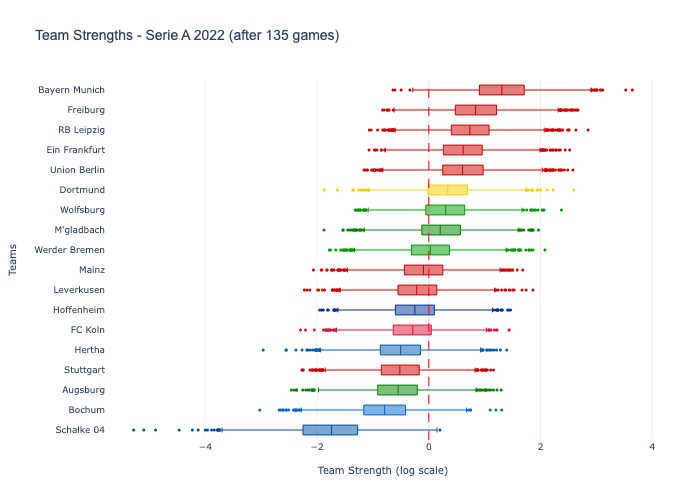 Team Strengths - Serie A 2022 (after 135 games)
Bayern Munich
Freiburg
RB Leipzig
Ein Frankfurt
Union Berlin
Dortmund
Wolfsburg
M'gladbach
Werder Bremen
Mainz
Leverkusen
Hoffenheim
FC Koln
Hertha
Stuttgart
Augsburg
Bochum
Schalke 04
Teams
−4 −2 0 2 4
Team Strength (log scale)